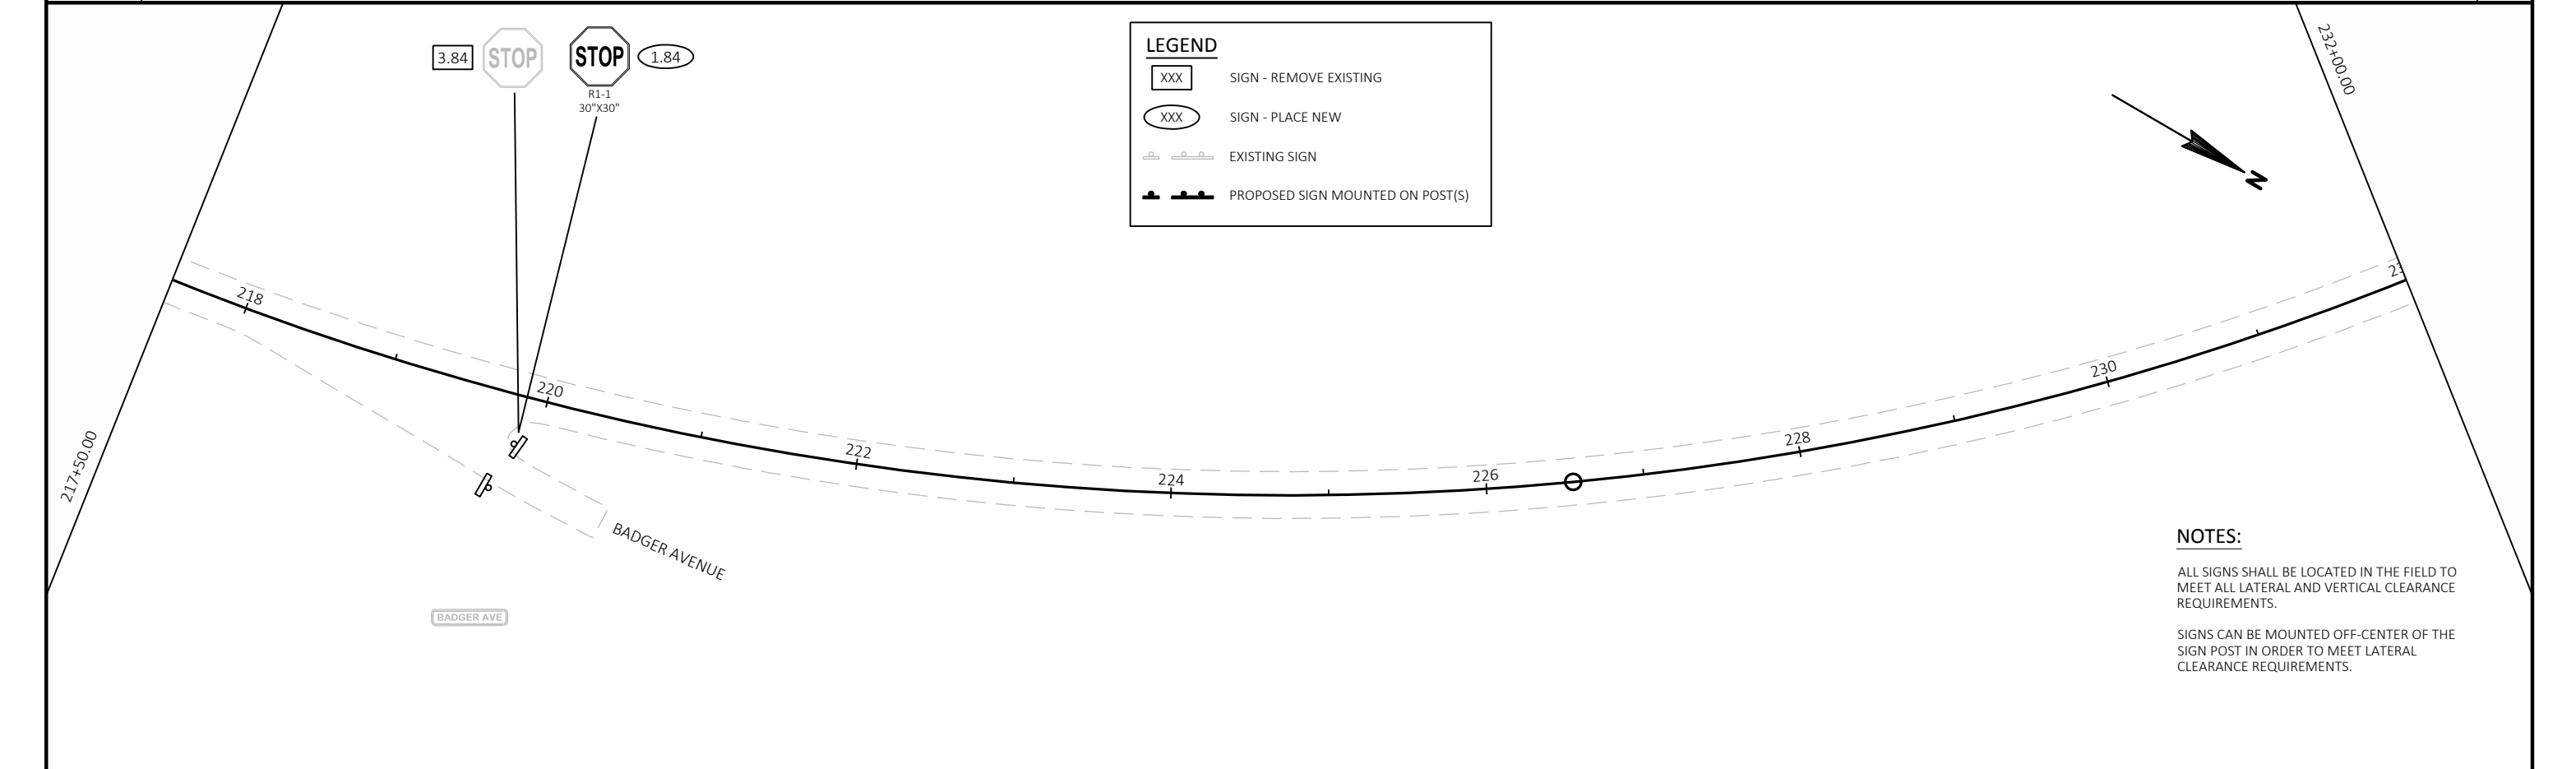 3.84
STOP
STOP
1.84
R1-1
30"X30"
LEGEND
XXX
SIGN - REMOVE EXISTING
XXX
SIGN - PLACE NEW
EXISTING SIGN
PROPOSED SIGN MOUNTED ON POST(S)
232+00.00
N
217+50.00
218
220
222
224
226
228
230
BADGER AVENUE
BADGER AVE
NOTES:
ALL SIGNS SHALL BE LOCATED IN THE FIELD TO
MEET ALL LATERAL AND VERTICAL CLEARANCE
REQUIREMENTS.
SIGNS CAN BE MOUNTED OFF-CENTER OF THE
SIGN POST IN ORDER TO MEET LATERAL
CLEARANCE REQUIREMENTS.